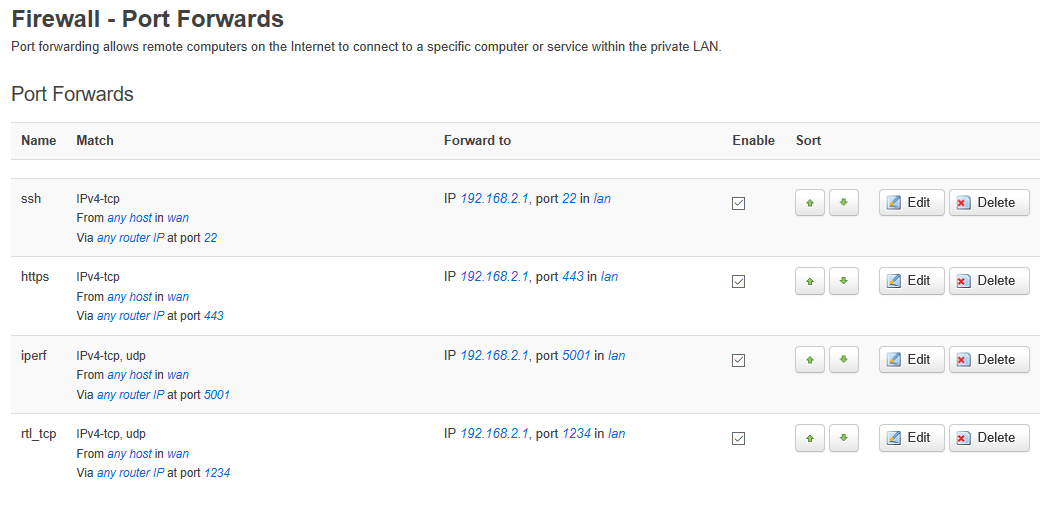 Firewall - Port Forwards
Port forwarding allows remote computers on the Internet to connect to a specific computer or service within the private LAN.
Port Forwards
Name Match Forward to Enable Sort
ssh IPv4-tcp IP 192.168.2.1, port 22 in lan Edit Delete
From any host in wan
Via any router IP at port 22
https IPv4-tcp IP 192.168.2.1, port 443 in lan Edit Delete
From any host in wan
Via any router IP at port 443
iperf IPv4-tcp, udp IP 192.168.2.1, port 5001 in lan Edit Delete
From any host in wan
Via any router IP at port 5001
rtl_tcp IPv4-tcp, udp IP 192.168.2.1, port 1234 in lan Edit Delete
From any host in wan
Via any router IP at port 1234